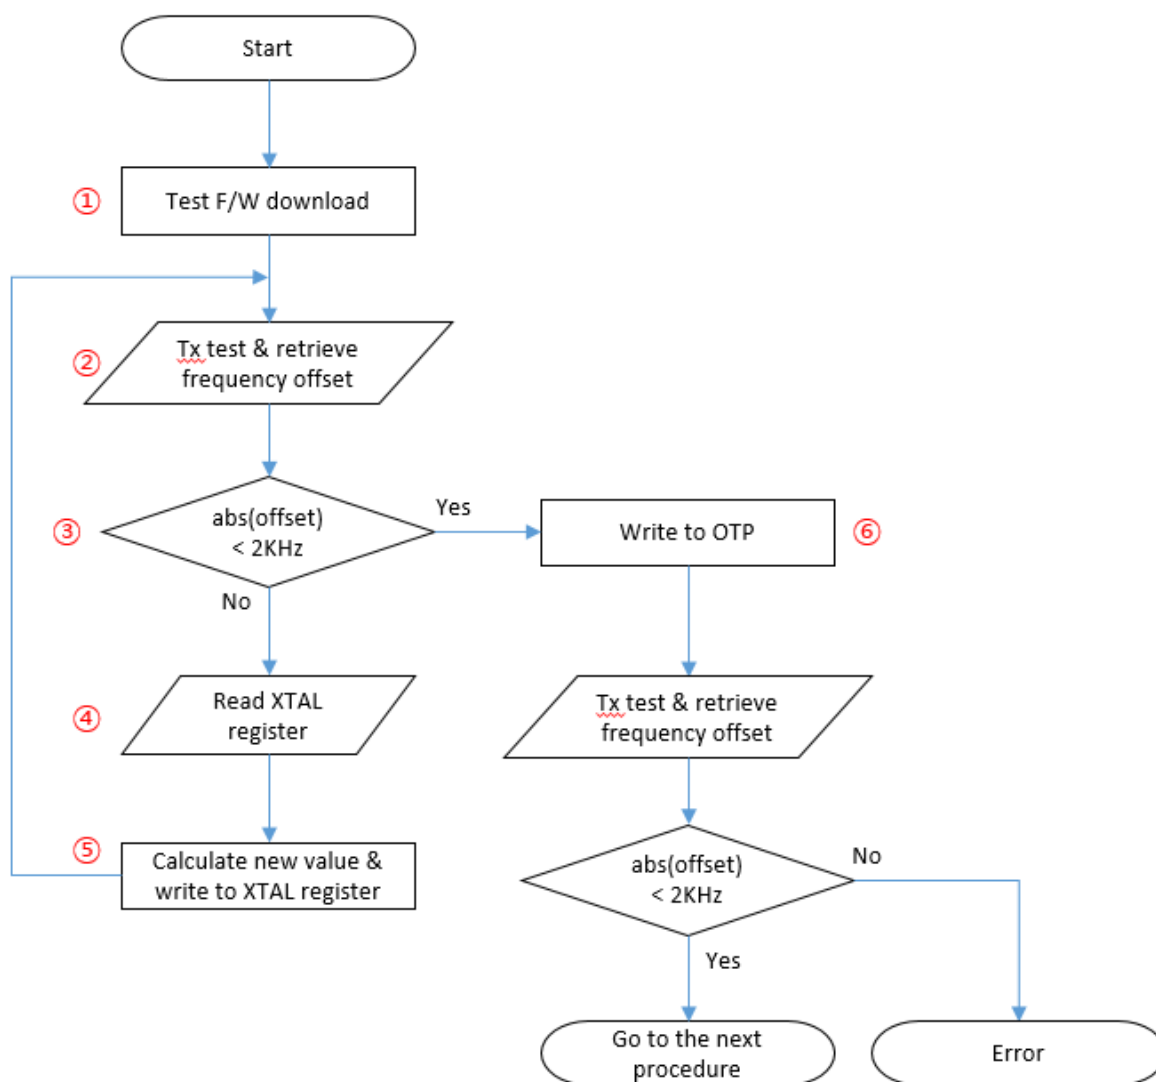 Start
①
Test F/W download
②
Tx test & retrieve
frequency offset
③
abs(offset)
< 2KHz
Yes
Write to OTP
⑥
No
④
Read XTAL
register
Tx test & retrieve
frequency offset
⑤
Calculate new value &
write to XTAL register
abs(offset)
< 2KHz
No
Yes
Go to the next
procedure
Error